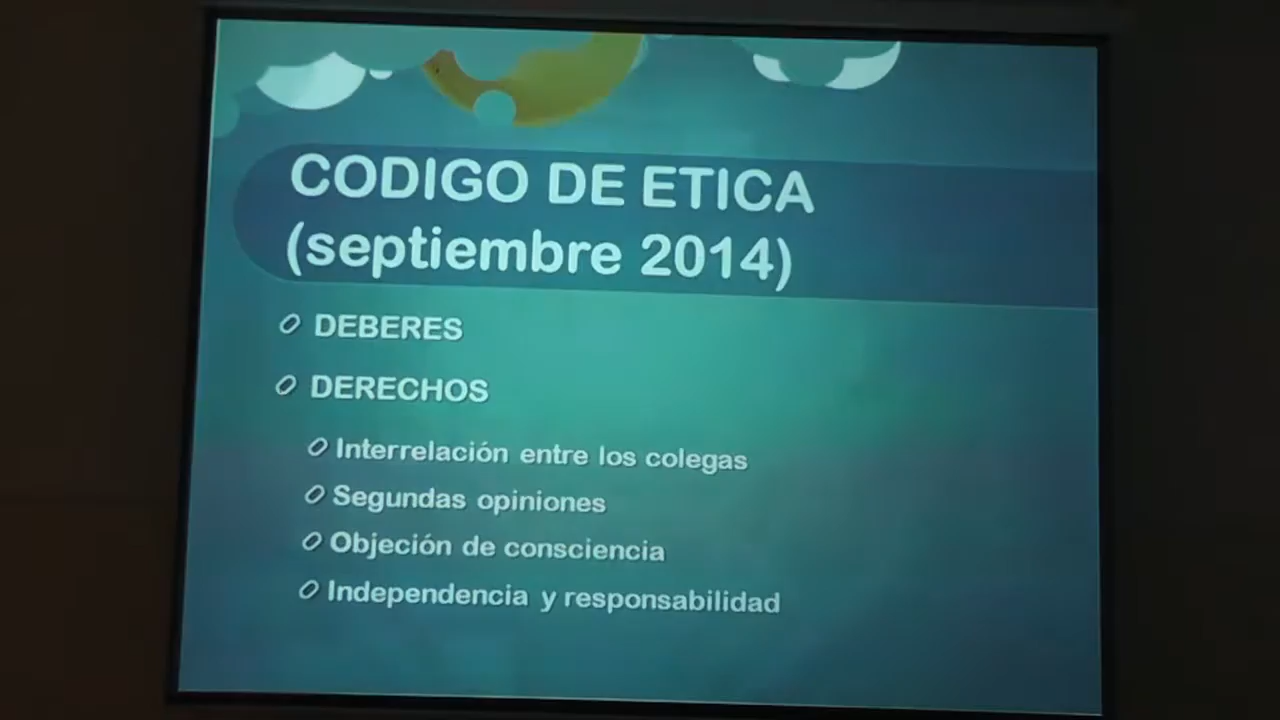 CODIGO DE ETICA
(septiembre 2014)
DEBERES
DERECHOS
Interrelación entre los colegas
Segundas opiniones
Objeción de consciencia
Independencia y responsabilidad